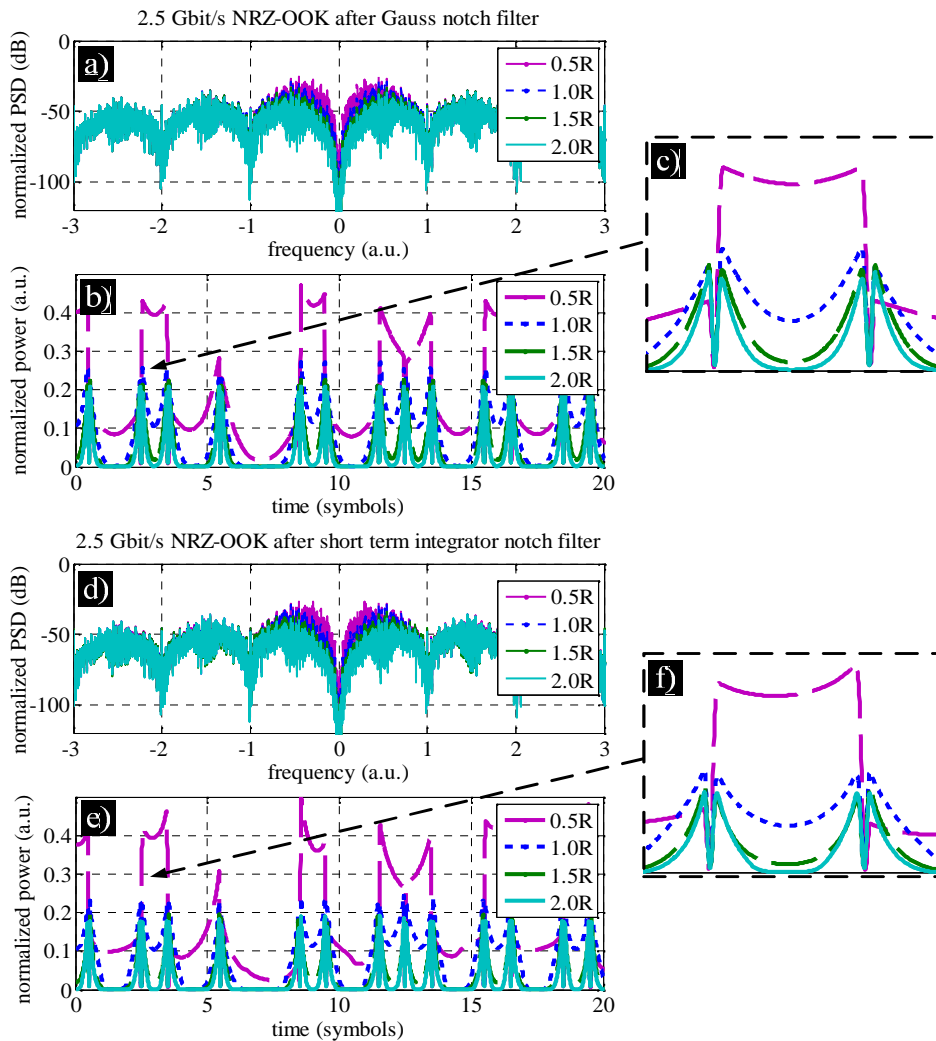 2.5 Gbit/s NRZ-OOK after Gauss notch filter
normalized PSD (dB)
0
-50
-100
a)
0.5R
1.0R
1.5R
2.0R
-3 -2 -1 0 1 2 3
frequency (a.u.)
c)
normalized power (a.u.)
0.4
0.3
0.2
0.1
0
b)
0.5R
1.0R
1.5R
2.0R
0 5 10 15 20
time (symbols)
2.5 Gbit/s NRZ-OOK after short term integrator notch filter
normalized PSD (dB)
0
-50
-100
d)
0.5R
1.0R
1.5R
2.0R
-3 -2 -1 0 1 2 3
frequency (a.u.)
f)
normalized power (a.u.)
0.4
0.3
0.2
0.1
0
e)
0.5R
1.0R
1.5R
2.0R
0 5 10 15 20
time (symbols)